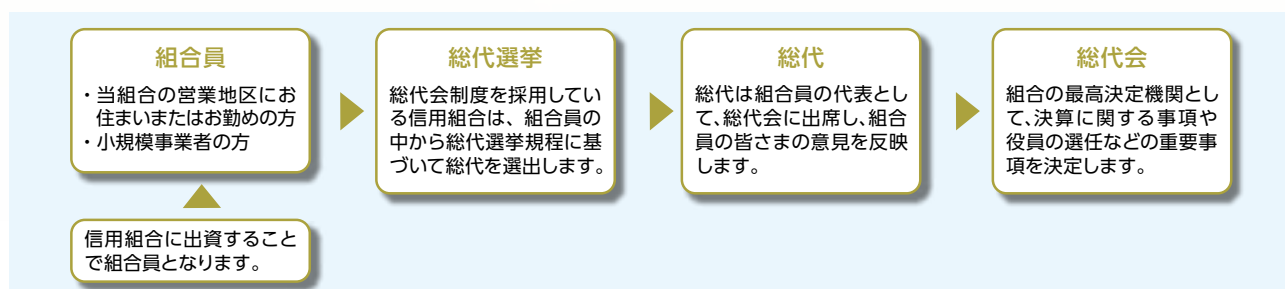 組合員
・当組合の営業地区にお
住まいまたはお勤めの方
・小規模事業者の方
信用組合に出資すること
で組合員となります。
総代選挙
総代会制度を採用してい
る信用組合は、組合員の
中から総代選挙規程に基
づいて総代を選出します。
総代
総代は組合員の代表とし
て、総代会に出席し、組合
員の皆さまの意見を反映
します。
総代会
組合の最高決定機関とし
て、決算に関する事項や
役員の選任などの重要事
項を決定します。